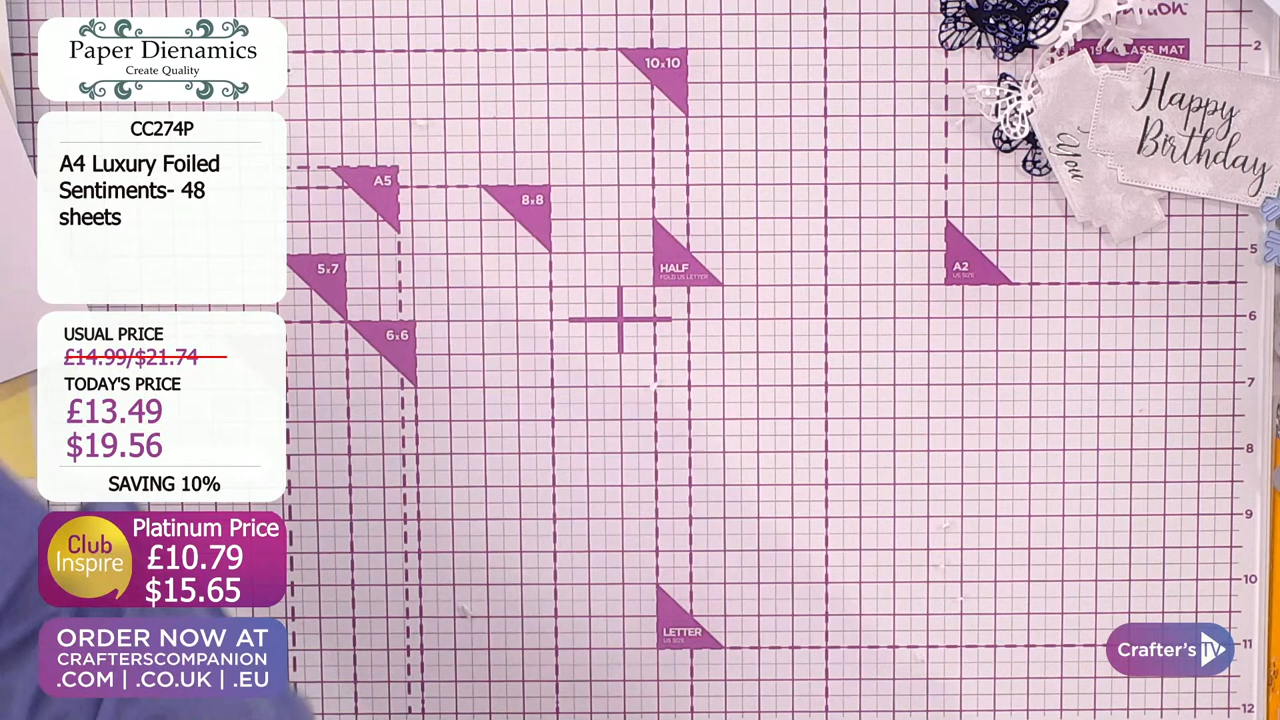 Paper Dienamics
Create Quality
CC274P
A4 Luxury Foiled
Sentiments- 48
sheets
USUAL PRICE
£14.99/$21.74
TODAY'S PRICE
£13.49
$19.56
SAVING 10%
Club
Inspire
Platinum Price
£10.79
$15.65
ORDER NOW AT
CRAFTERSCOMPANION
.COM | .CO.UK | .EU
10x10
A5
8x8
5x7
6x6
HALF
FOLD US LETTER
A2
US SIZE
LETTER
US SIZE
GLASS MAT
Happy
Birthday
You
2
5
6
7
8
9
10
11
12
Crafter's TV